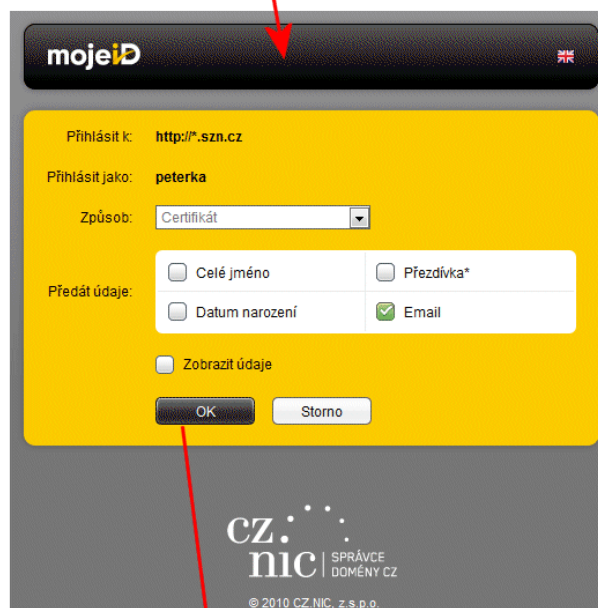 mojeiD
Přihlásit k: http://*.szn.cz
Přihlásit jako: peterka
Způsob: Certifikát
Předat údaje:
Celé jméno Přezdívka*
Datum narození Email
Zobrazit údaje
OK Storno
cz.
nic SPRÁVCE
DOMÉNY CZ
© 2010 CZ.NIC, z.s.p.o.